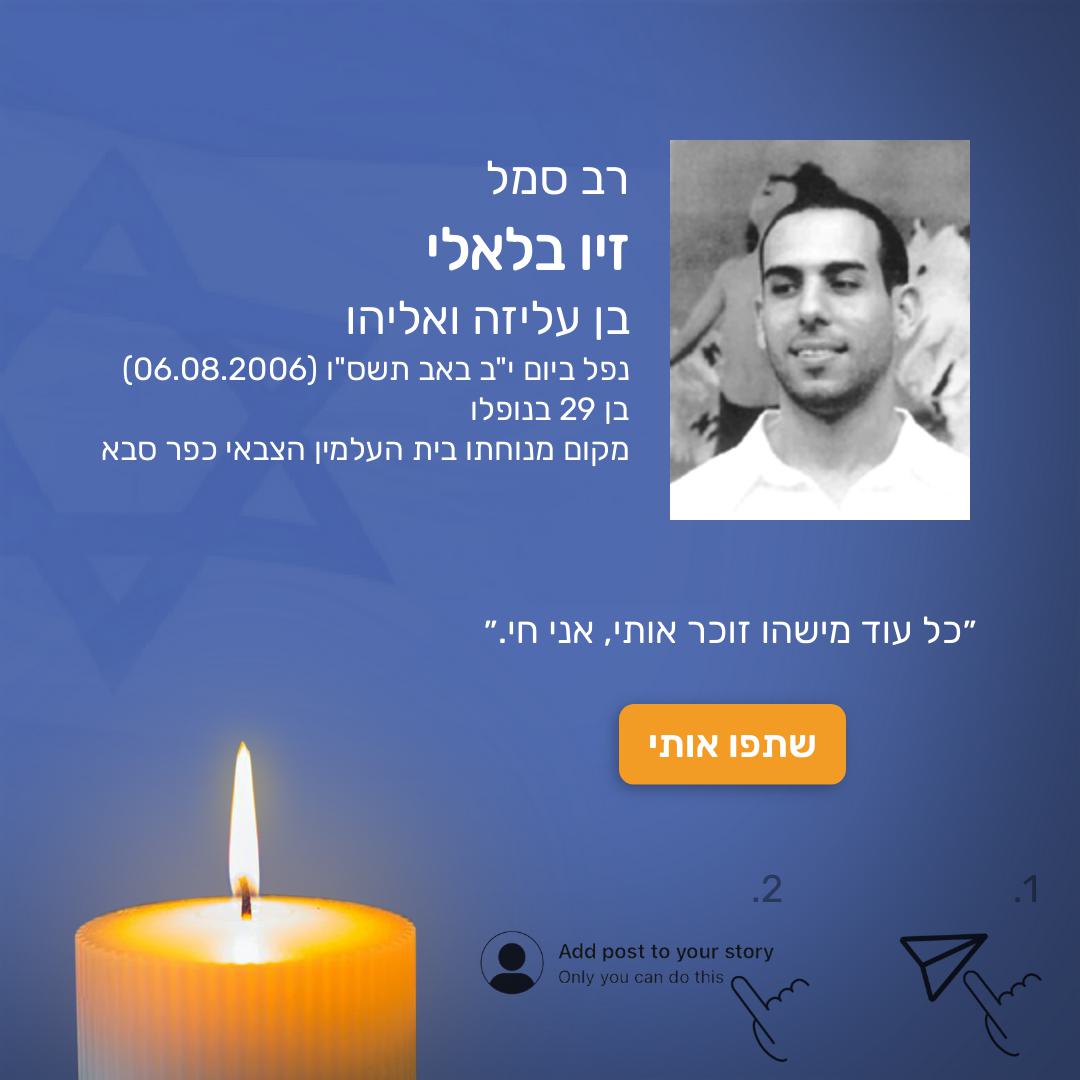 רב סמל
זיו בלאלי
בן עליזה ואליהו
נפל ביום י"ב באב תשס"ו (06.08.2006)
בן 29 בנופלו
מקום מנוחתו בית העלמין הצבאי כפר סבא
״כל עוד מישהו זוכר אותי, אני חי.״
שתפו אותי
.1
.2
Add post to your story
Only you can do this